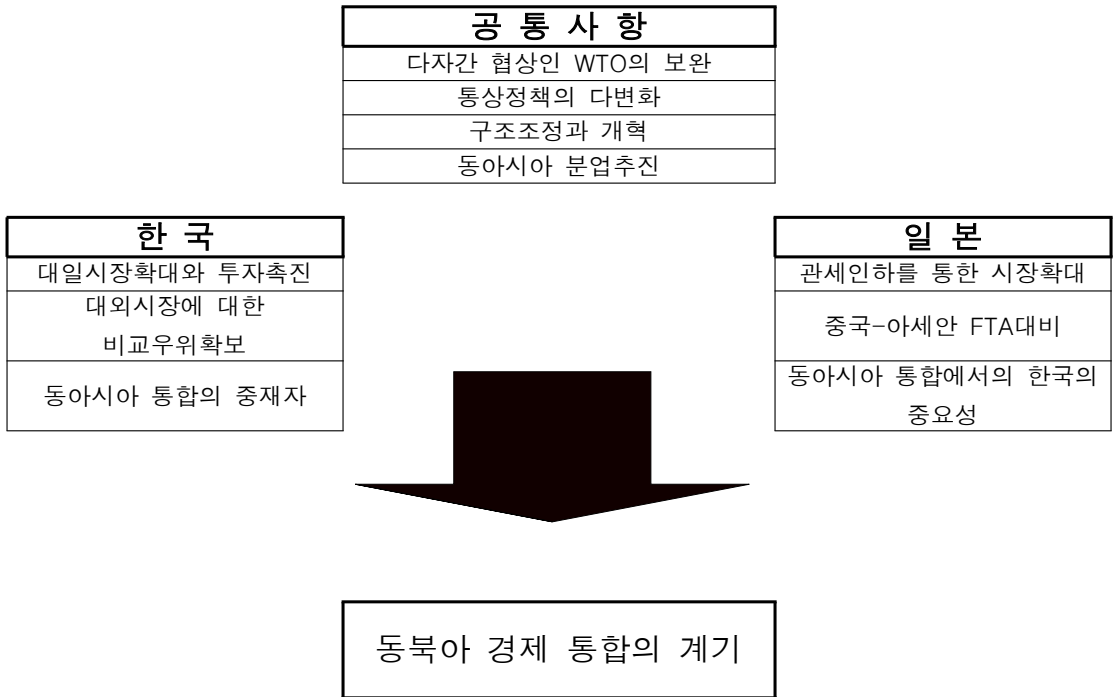 공 통 사 항
다자간 협상인 WTO의 보완
통상정책의 다변화
구조조정과 개혁
동아시아 분업추진
한 국
대일시장확대와 투자촉진
대외시장에 대한
비교우위확보
동아시아 통합의 중재자
일 본
관세인하를 통한 시장확대
중국-아세안 FTA대비
동아시아 통합에서의 한국의
중요성
동북아 경제 통합의 계기